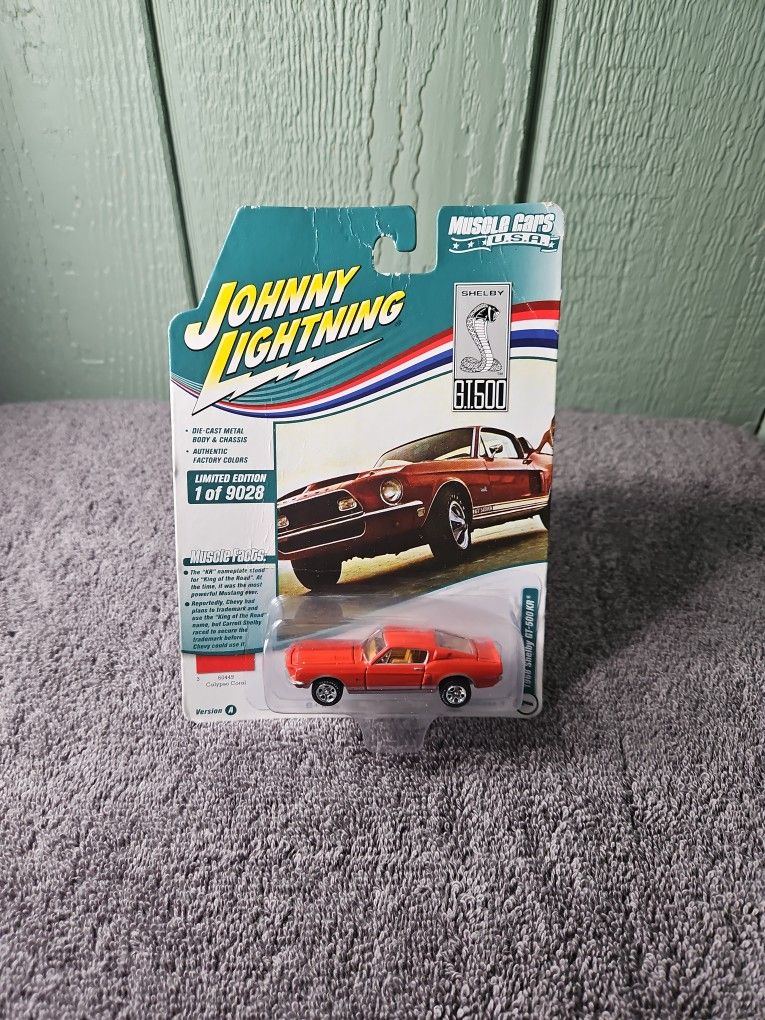 Muscle Cars
U.S.A.
JOHNNY
LIGHTNING
SHELBY
G.T.500
• DIE-CAST METAL
BODY & CHASSIS
• AUTHENTIC
FACTORY COLORS
LIMITED EDITION
1 of 9028
Muscle Facts:
• The "KR" nameplate stood
for "King of the Road". At
the time, it was the most
powerful Mustang ever.
• Reportedly, Chevy had
plans to trademark and
use the "King of the Road"
name, but Carroll Shelby
raced to secure the
trademark before
Chevy could use it.
3
Calypso Coral
Version A
1968 Shelby GT-500KR®
1